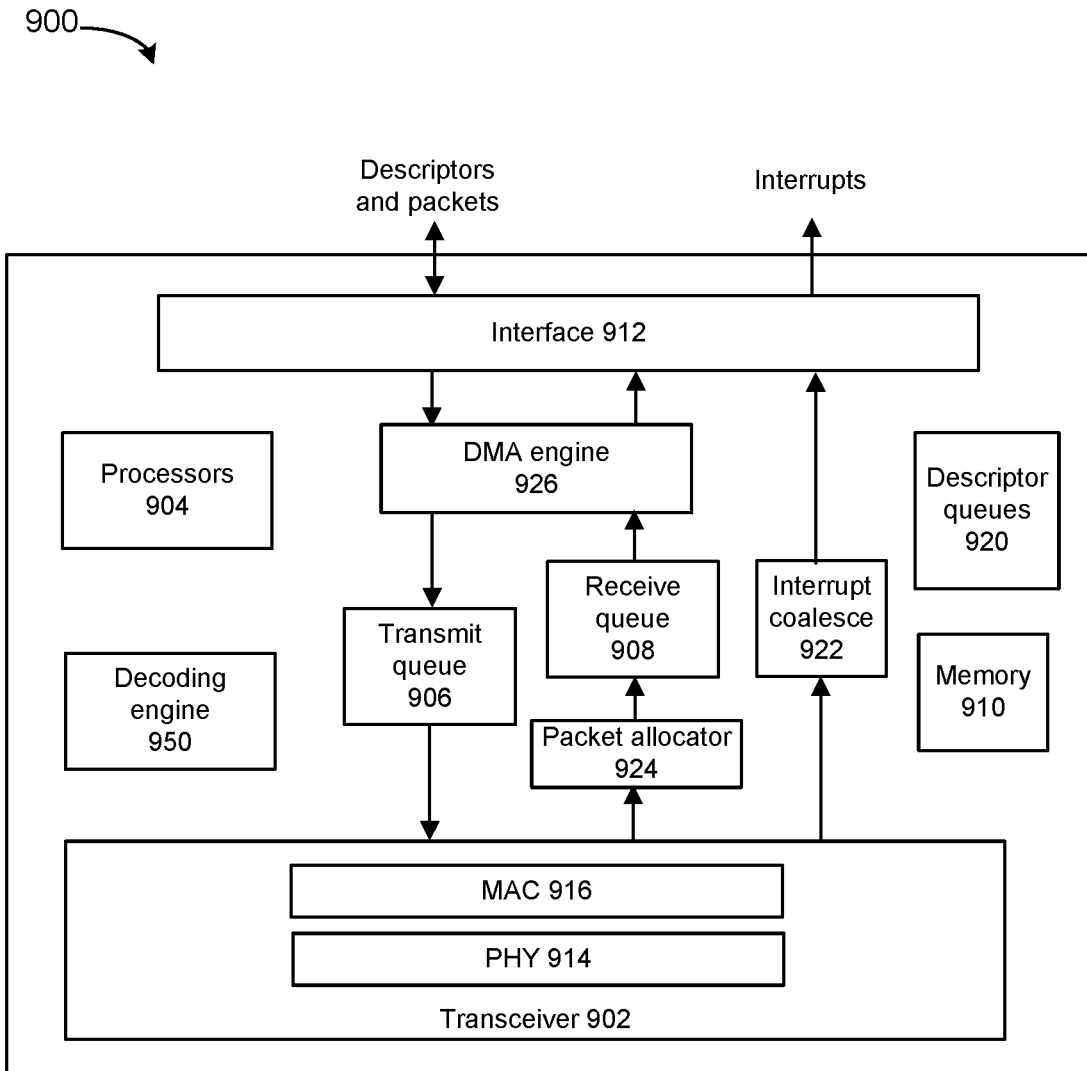 900
Descriptors
and packets
Interrupts
Interface 912
DMA engine
926
Processors
904
Descriptor
queues
920
Receive
queue
908
Interrupt
coalesce
922
Transmit
queue
906
Decoding
engine
950
Memory
910
Packet allocator
924
MAC 916
PHY 914
Transceiver 902